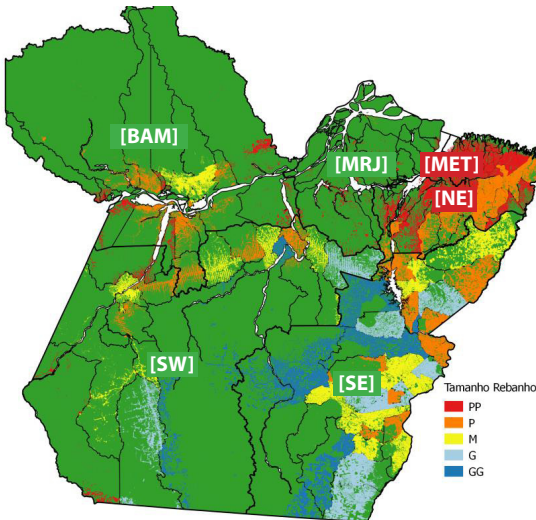 [BAM]
[MRJ]
[MET]
[NE]
[SW]
[SE]
Tamanho Rebanho
PP
P
M
G
GG